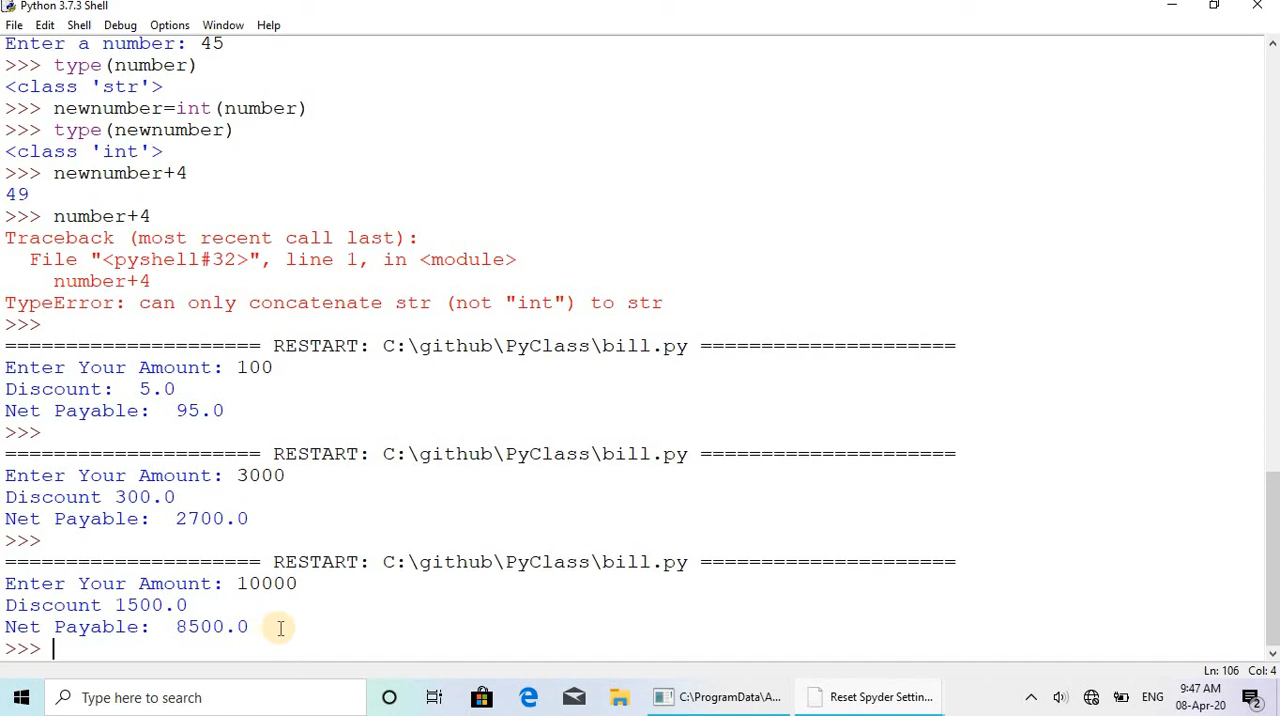 Python 3.7.3 Shell
File Edit Shell Debug Options Window Help
Enter a number: 45
>>> type(number)
<class 'str'>
>>> newnumber=int(number)
>>> type(newnumber)
<class 'int'>
>>> newnumber+4
49
>>> number+4
Traceback (most recent call last):
  File "<pyshell#32>", line 1, in <module>
    number+4
TypeError: can only concatenate str (not "int") to str
>>>
===================== RESTART: C:\github\PyClass\bill.py =====================
Enter Your Amount: 100
Discount:  5.0
Net Payable:  95.0
>>>
===================== RESTART: C:\github\PyClass\bill.py =====================
Enter Your Amount: 3000
Discount 300.0
Net Payable:  2700.0
>>>
===================== RESTART: C:\github\PyClass\bill.py =====================
Enter Your Amount: 10000
Discount 1500.0
Net Payable:  8500.0
>>>
Ln: 106 Col: 4
Type here to search
C:\ProgramData\A...
Reset Spyder Settin...
ENG
9:47 AM
08-Apr-20
2